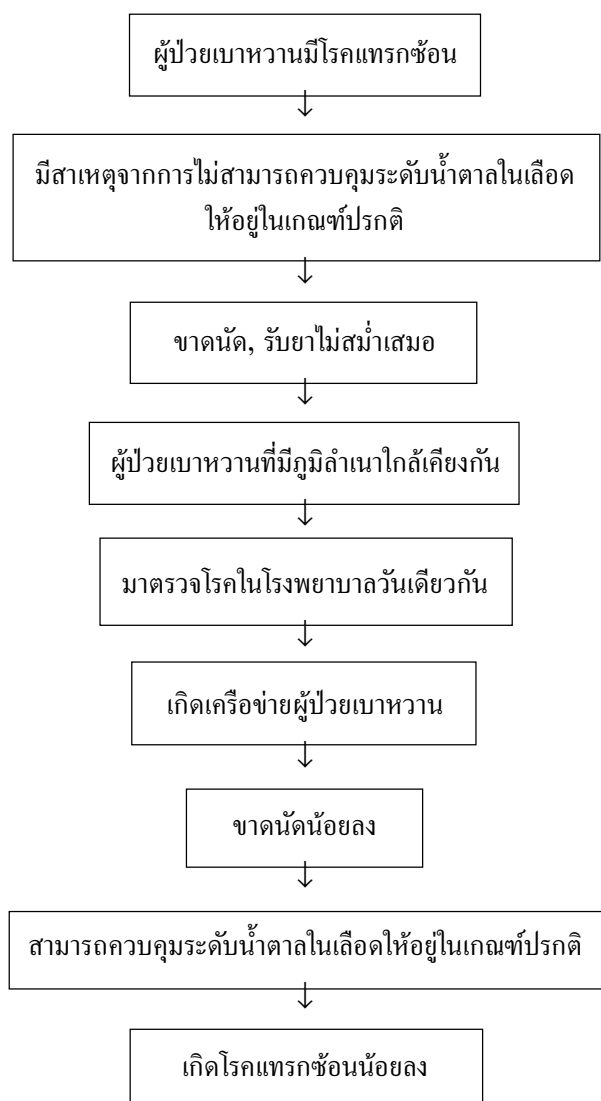 ผู้ป่วยเบาหวานมีโรคแทรกซ้อน
มีสาเหตุจากการไม่สามารถควบคุมระดับน้ำตาลในเลือด
ให้อยู่ในเกณฑ์ปรกติ
ขาดนัด, รับยาไม่สม่ำเสมอ
ผู้ป่วยเบาหวานที่มีภูมิลำเนาใกล้เคียงกัน
มาตรวจโรคในโรงพยาบาลวันเดียวกัน
เกิดเครือข่ายผู้ป่วยเบาหวาน
ขาดนัดน้อยลง
สามารถควบคุมระดับน้ำตาลในเลือดให้อยู่ในเกณฑ์ปรกติ
เกิดโรคแทรกซ้อนน้อยลง